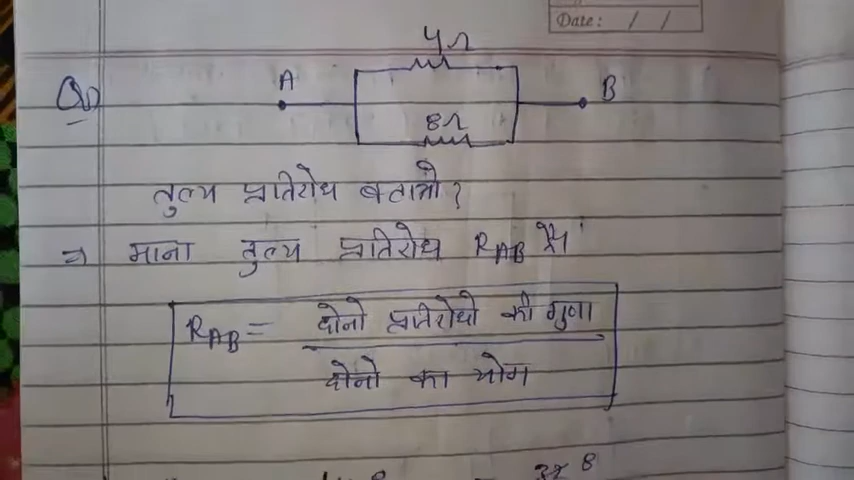 Date: / /
4Ω
Q1) A B
8Ω
तुल्य प्रतिरोध बताओ?
⇒ माना तुल्य प्रतिरोध RAB है।
RAB = दोनो प्रतिरोधो की गुणा
दोनो का योग